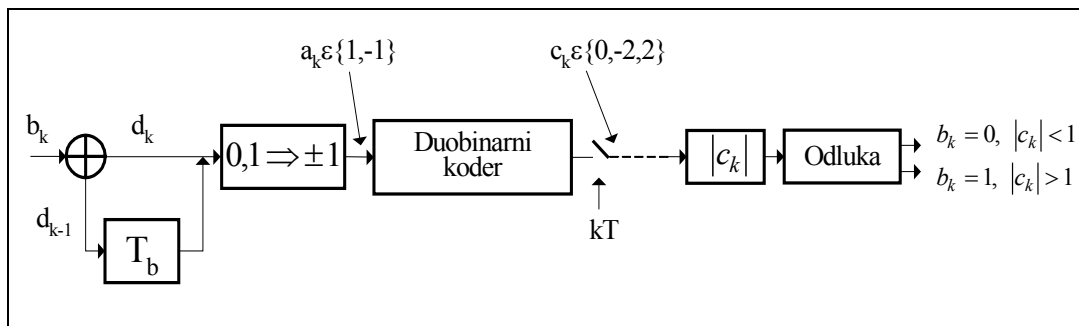 a_k ε{1,-1}
c_k ε{0,-2,2}
b_k
d_k
0,1⇒±1
Duobinarni
koder
|c_k|
Odluka
b_k = 0, |c_k| < 1
b_k = 1, |c_k| > 1
d_{k-1}
T_b
kT